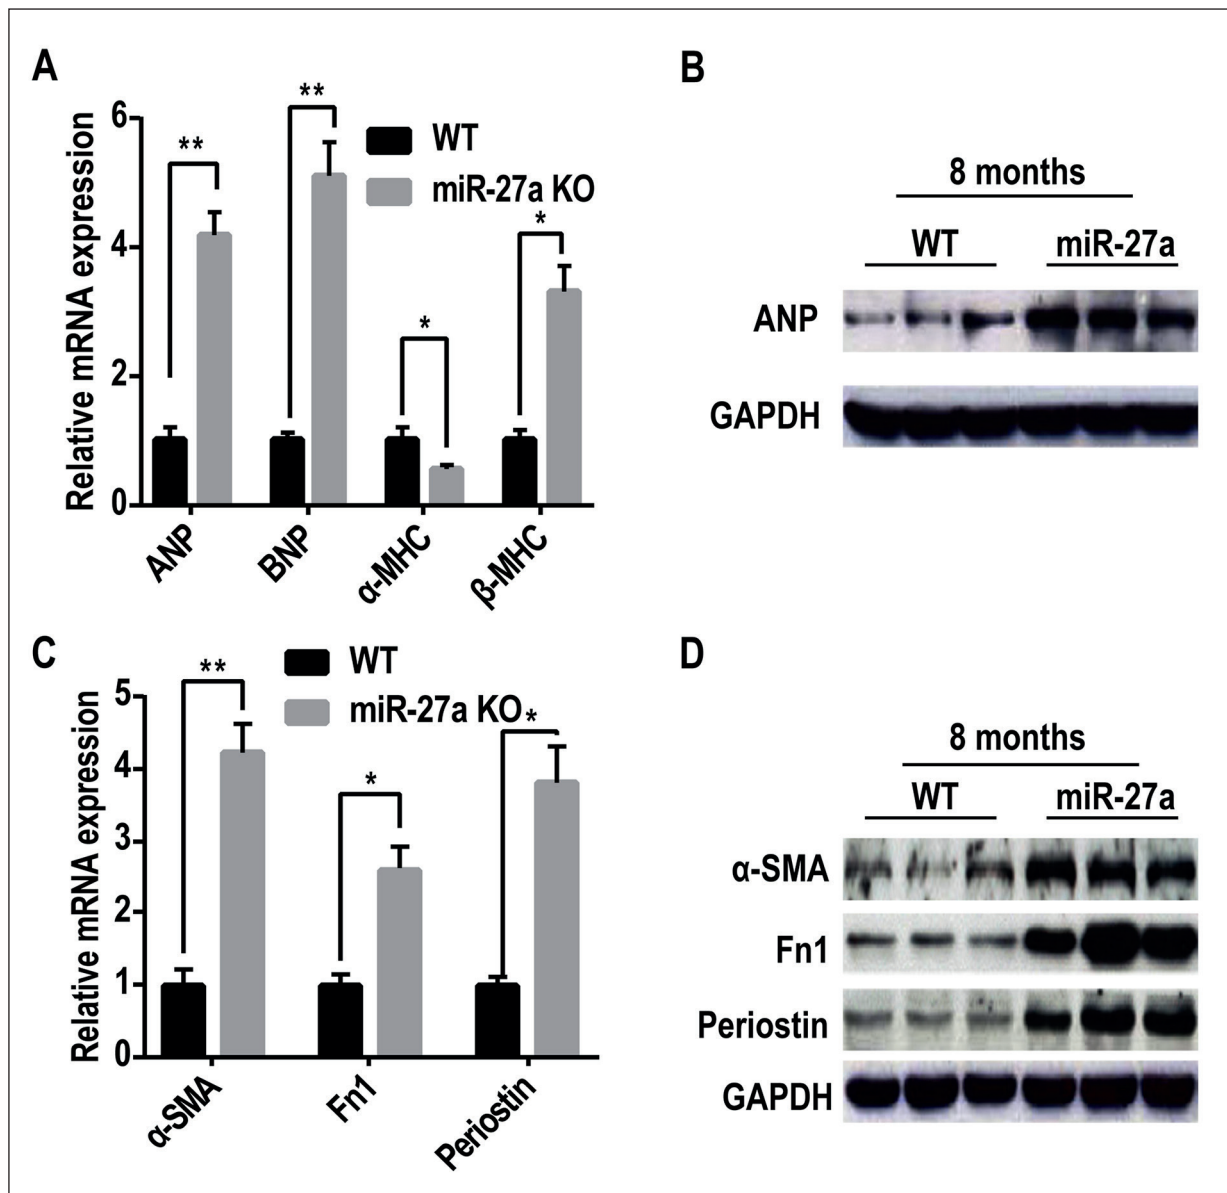 A
Relative mRNA expression
6
4
2
0
**
**
*
*
WT
miR-27a KO
ANP
BNP
α-MHC
β-MHC
B
8 months
WT
miR-27a
ANP
GAPDH
C
Relative mRNA expression
5
4
3
2
1
0
**
*
*
WT
miR-27a KO
α-SMA
Fn1
Periostin
D
8 months
WT
miR-27a
α-SMA
Fn1
Periostin
GAPDH